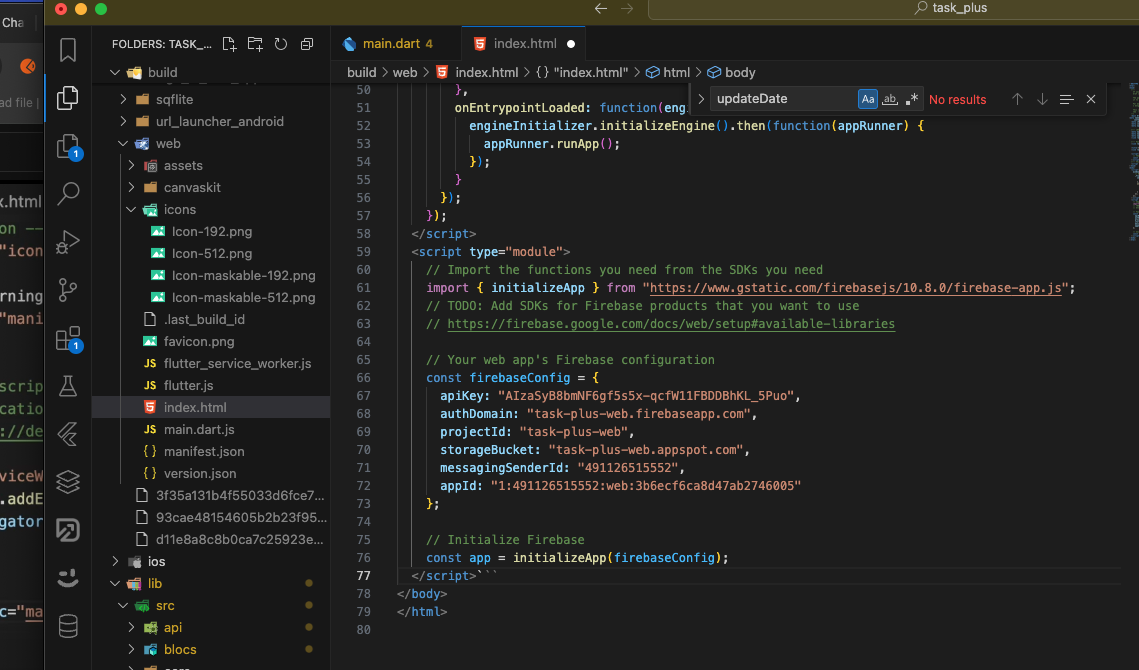 task_plus
Cha
FOLDERS: TASK_...
main.dart 4
index.html
build > web > index.html > {} "index.html" > html > body
updateDate
Aa
ab
.*
No results
ad file |
x.html
on --
"icon
rning
"mani
scrip
catio
://de
viceW
.addE
gator
c="ma
1
1
build
sqflite
url_launcher_android
web
assets
canvaskit
icons
Icon-192.png
Icon-512.png
Icon-maskable-192.png
Icon-maskable-512.png
.last_build_id
favicon.png
JS flutter_service_worker.js
JS flutter.js
index.html
JS main.dart.js
{} manifest.json
{} version.json
3f35a131b4f55033d6fce7...
93cae48154605b2b23f95...
d11e8a8c8b0ca7c25923e...
ios
lib
src
api
blocs
50 },
51 onEntrypointLoaded: function(eng
52 engineInitializer.initializeEngine().then(function(appRunner) {
53 appRunner.runApp();
54 });
55 }
56 });
57 });
58 </script>
59 <script type="module">
60 // Import the functions you need from the SDKs you need
61 import { initializeApp } from "https://www.gstatic.com/firebasejs/10.8.0/firebase-app.js";
62 // TODO: Add SDKs for Firebase products that you want to use
63 // https://firebase.google.com/docs/web/setup#available-libraries
64
65 // Your web app's Firebase configuration
66 const firebaseConfig = {
67 apiKey: "AIzaSyB8bmNF6gf5s5x-qcfW11FBDDBhKL_5Puo",
68 authDomain: "task-plus-web.firebaseapp.com",
69 projectId: "task-plus-web",
70 storageBucket: "task-plus-web.appspot.com",
71 messagingSenderId: "491126515552",
72 appId: "1:491126515552:web:3b6ecf6ca8d47ab2746005"
73 };
74
75 // Initialize Firebase
76 const app = initializeApp(firebaseConfig);
77 </script>```
78 </body>
79 </html>
80